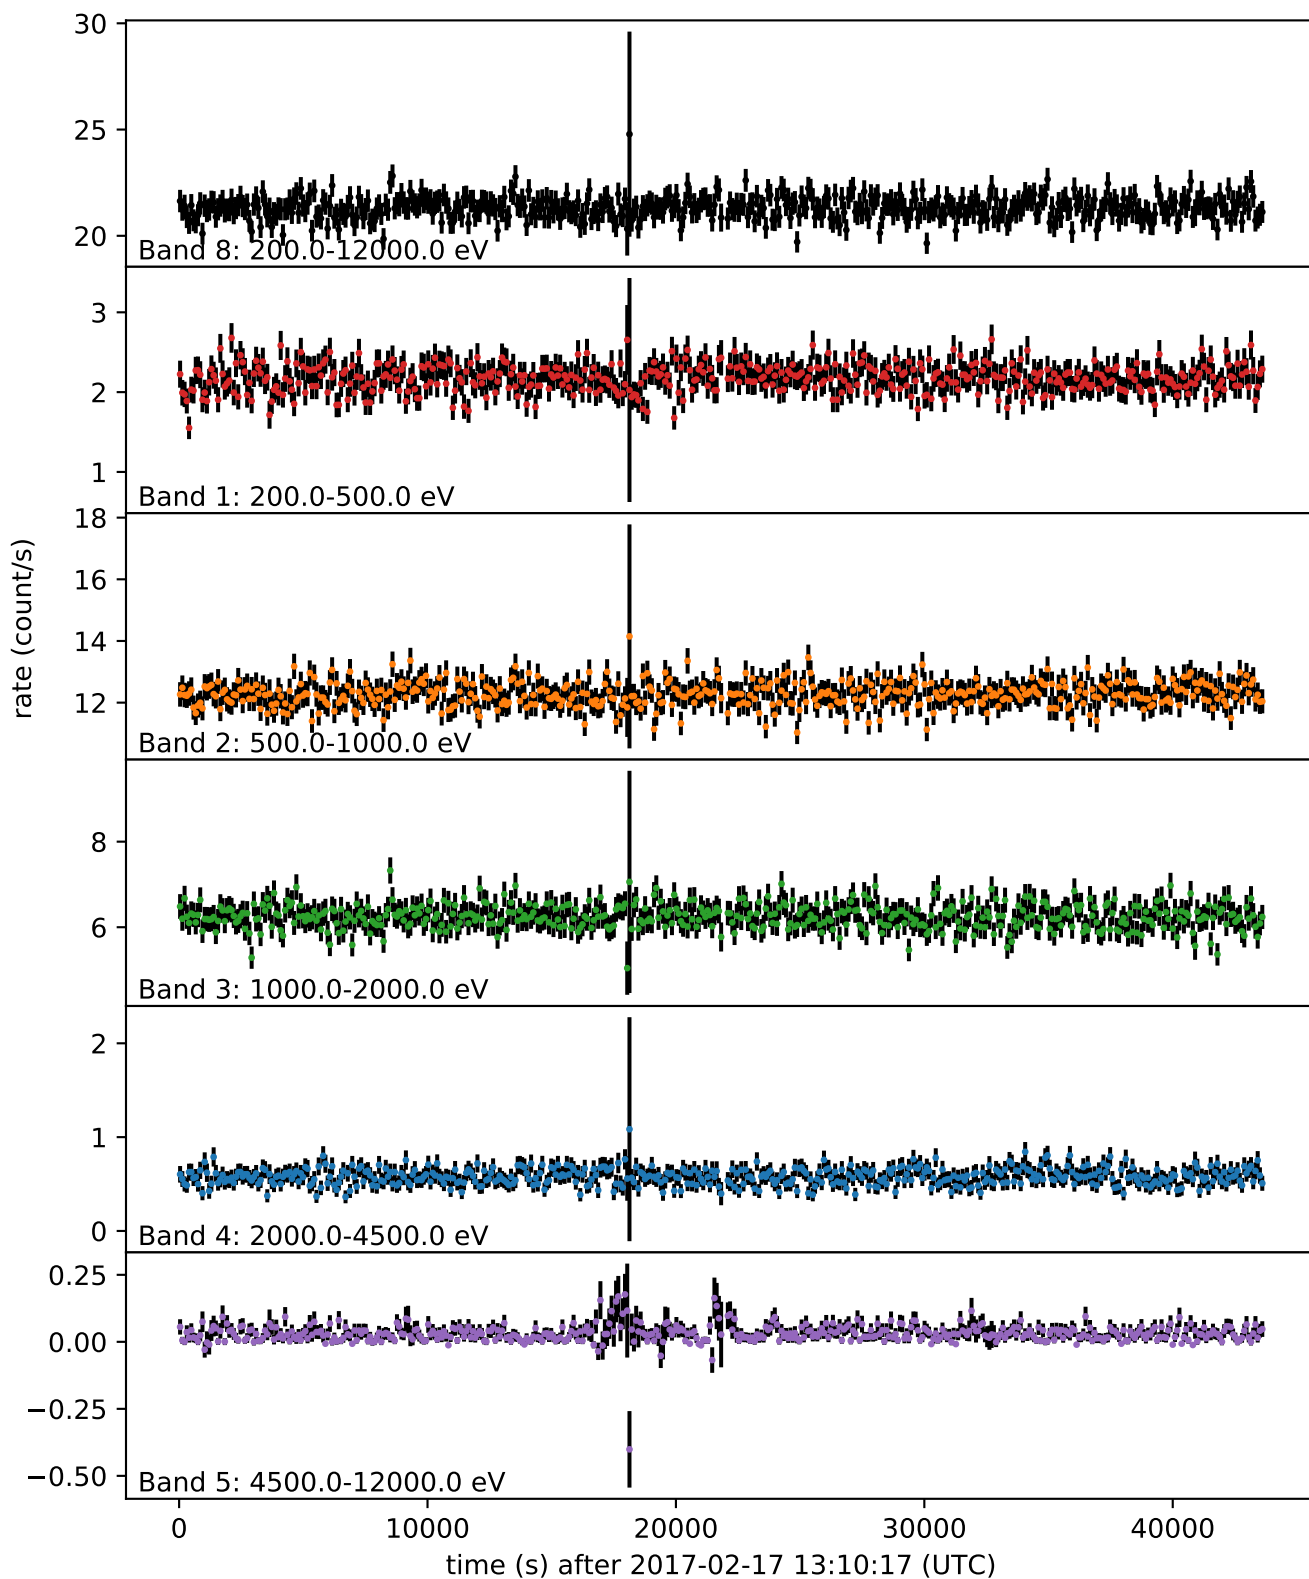 30
25
20
Band 8: 200.0-12000.0 eV
3
2
1
Band 1: 200.0-500.0 eV
18
16
14
12
Band 2: 500.0-1000.0 eV
rate (count/s)
8
6
Band 3: 1000.0-2000.0 eV
2
1
0
Band 4: 2000.0-4500.0 eV
0.25
0.00
−0.25
−0.50
Band 5: 4500.0-12000.0 eV
0 10000 20000 30000 40000
time (s) after 2017-02-17 13:10:17 (UTC)